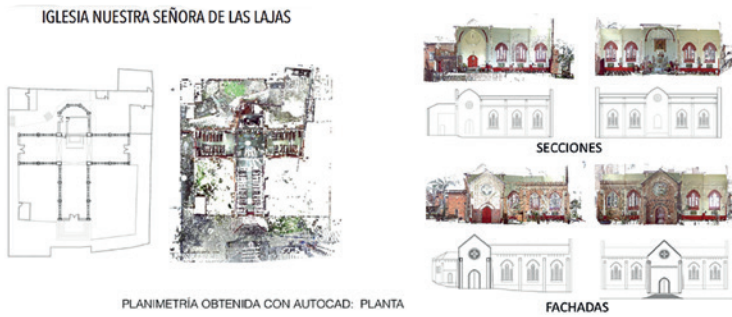 IGLESIA NUESTRA SEÑORA DE LAS LAJAS
SECCIONES
PLANIMETRÍA OBTENIDA CON AUTOCAD: PLANTA
FACHADAS